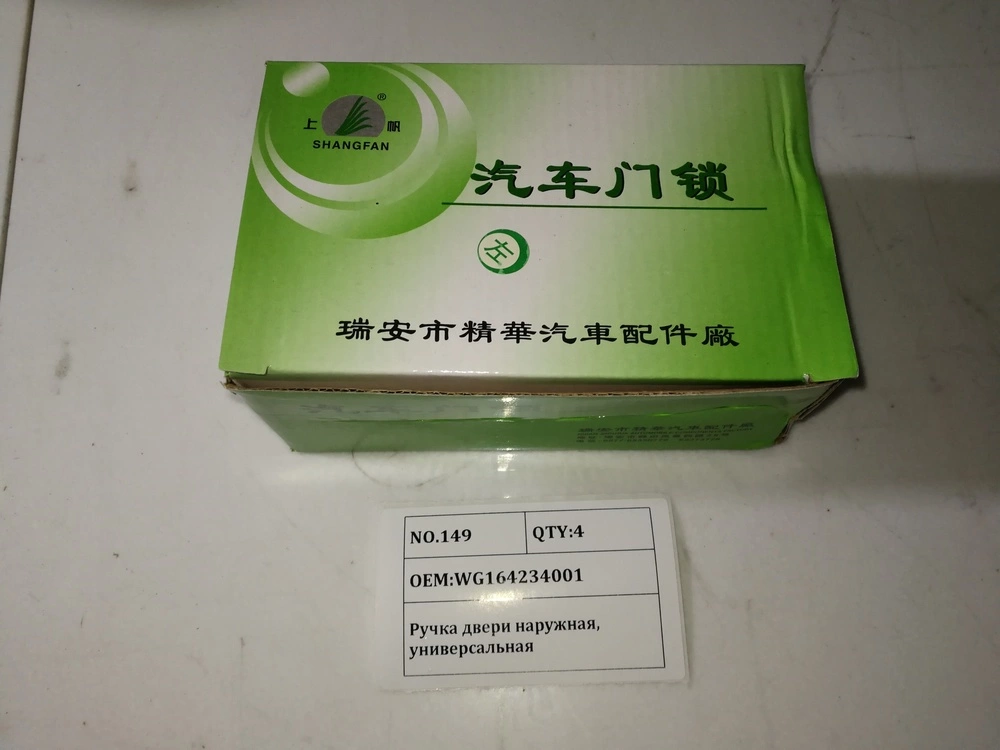 上 帆
®
SHANGFAN
汽车门锁
左
瑞安市精華汽車配件廠
NO.149
QTY:4
OEM:WG164234001
Ручка двери наружная,
универсальная